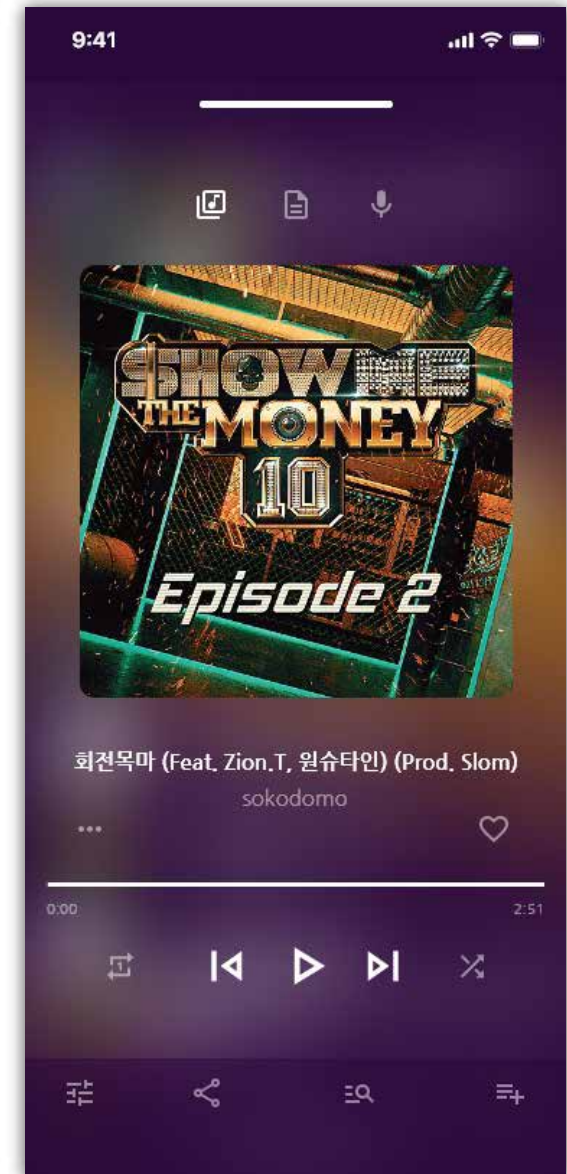 9:41
SHOW ME
THE MONEY
10
Episode 2
회전목마 (Feat. Zion.T, 원슈타인) (Prod. Slom)
sokodomo
0:00
2:51
1